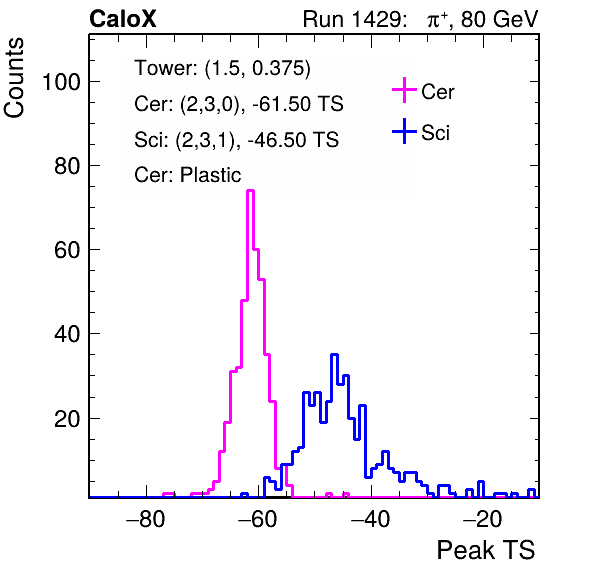 CaloX Run 1429: π+, 80 GeV
Counts
Tower: (1.5, 0.375)
Cer: (2,3,0), -61.50 TS
Sci: (2,3,1), -46.50 TS
Cer: Plastic
Cer
Sci
100
80
60
40
20
−80 −60 −40 −20
Peak TS